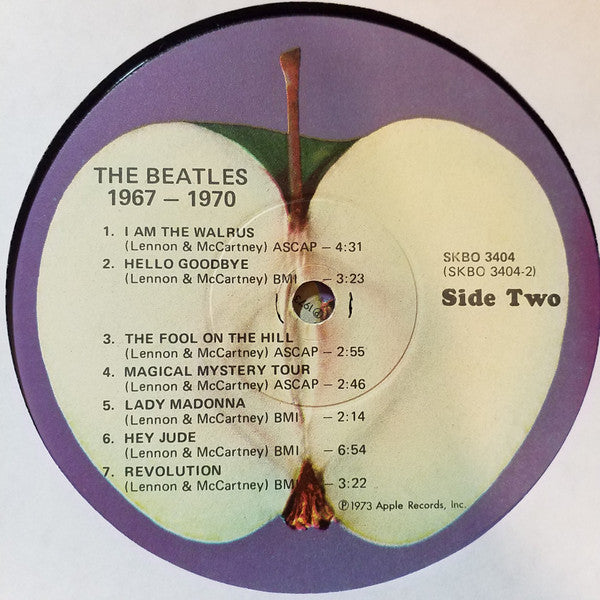 THE BEATLES
1967 – 1970
1. I AM THE WALRUS
(Lennon & McCartney) ASCAP – 4:31
2. HELLO GOODBYE
(Lennon & McCartney) BMI – 3:23
3. THE FOOL ON THE HILL
(Lennon & McCartney) ASCAP – 2:55
4. MAGICAL MYSTERY TOUR
(Lennon & McCartney) ASCAP – 2:46
5. LADY MADONNA
(Lennon & McCartney) BMI – 2:14
6. HEY JUDE
(Lennon & McCartney) BMI – 6:54
7. REVOLUTION
(Lennon & McCartney) BMI – 3:22
SKBO 3404
(SKBO 3404-2)
Side Two
℗1973 Apple Records, Inc.